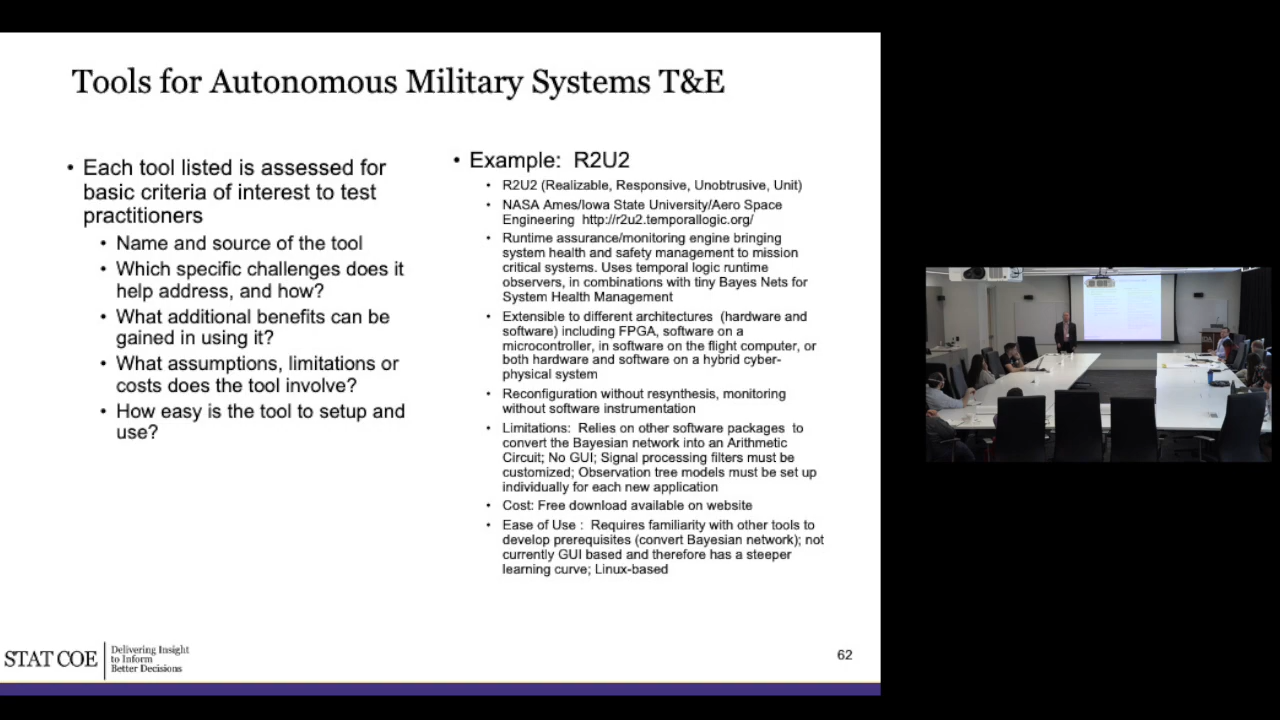 Tools for Autonomous Military Systems T&E
• Each tool listed is assessed for
basic criteria of interest to test
practitioners
• Name and source of the tool
• Which specific challenges does it
help address, and how?
• What additional benefits can be
gained in using it?
• What assumptions, limitations or
costs does the tool involve?
• How easy is the tool to setup and
use?
• Example: R2U2
• R2U2 (Realizable, Responsive, Unobtrusive, Unit)
• NASA Ames/Iowa State University/Aero Space
Engineering http://r2u2.temporallogic.org/
• Runtime assurance/monitoring engine bringing
system health and safety management to mission
critical systems. Uses temporal logic runtime
observers, in combinations with tiny Bayes Nets for
System Health Management
• Extensible to different architectures (hardware and
software) including FPGA, software on a
microcontroller, in software on the flight computer, or
both hardware and software on a hybrid cyber-
physical system
• Reconfiguration without resynthesis, monitoring
without software instrumentation
• Limitations: Relies on other software packages to
convert the Bayesian network into an Arithmetic
Circuit; No GUI; Signal processing filters must be
customized; Observation tree models must be set up
individually for each new application
• Cost: Free download available on website
• Ease of Use : Requires familiarity with other tools to
develop prerequisites (convert Bayesian network); not
currently GUI based and therefore has a steeper
learning curve; Linux-based
STAT COE
Delivering Insight
to Inform
Better Decisions
62